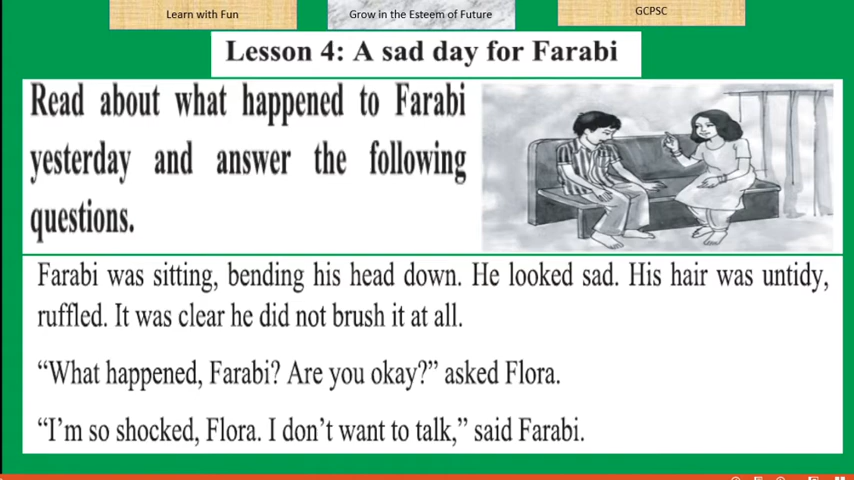 Learn with Fun
Grow in the Esteem of Future
GCPSC
Lesson 4: A sad day for Farabi
Read about what happened to Farabi
yesterday and answer the following
questions.
Farabi was sitting, bending his head down. He looked sad. His hair was untidy,
ruffled. It was clear he did not brush it at all.
“What happened, Farabi? Are you okay?” asked Flora.
“I’m so shocked, Flora. I don’t want to talk,” said Farabi.